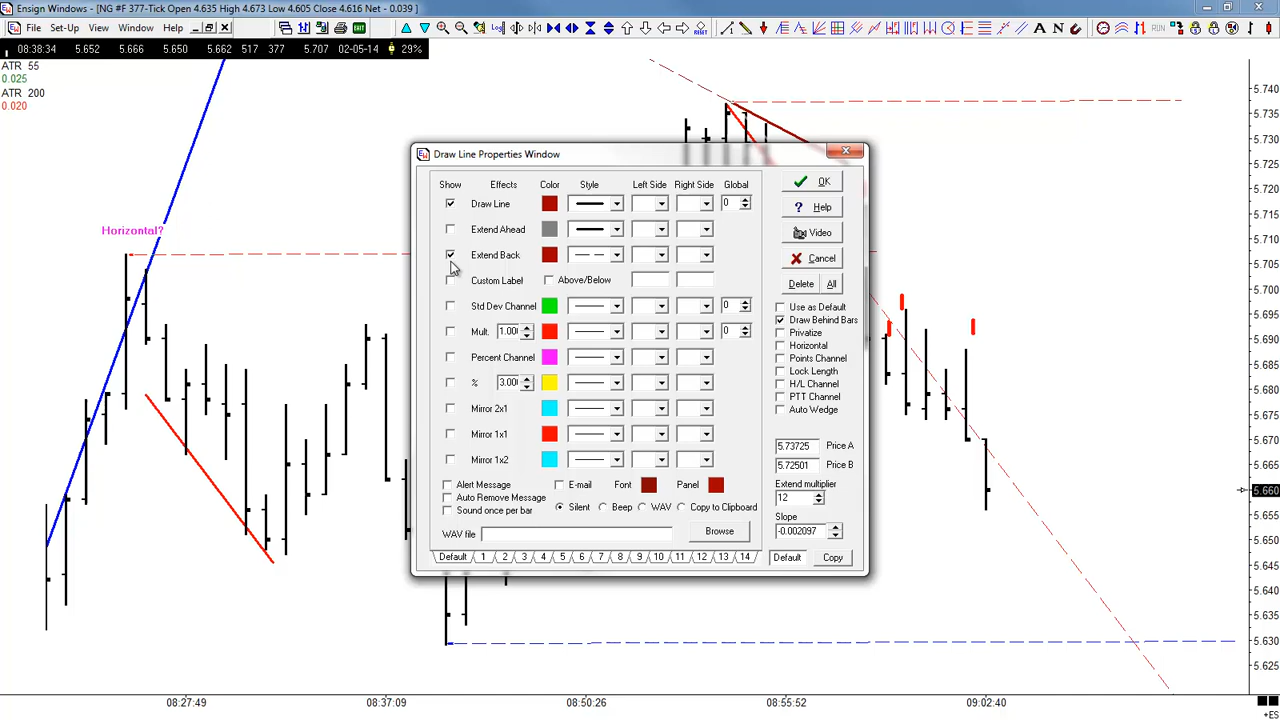 Ensign Windows - [NG #F 377-Tick Open 4.635 High 4.673 Low 4.605 Close 4.616 Net - 0.039 ]
File Set-Up View Window Help
Log
RESET
A N
RUN
08:38:34 5.652 5.666 5.650 5.662 517 377 5.707 02-05-14 29%
ATR 55
0.025
ATR 200
0.020
Horizontal?
Draw Line Properties Window
Show Effects Color Style Left Side Right Side Global
Draw Line 0
Extend Ahead
Extend Back
Custom Label Above/Below
Std Dev Channel 0
Mult. 1.000 0
Percent Channel
% 3.000
Mirror 2x1
Mirror 1x1
Mirror 1x2
Alert Message E-mail Font Panel
Auto Remove Message
Sound once per bar Silent Beep WAV Copy to Clipboard
WAV file Browse
Default 1 2 3 4 5 6 7 8 9 10 11 12 13 14
OK
Help
Video
Cancel
Delete All
Use as Default
Draw Behind Bars
Privatize
Horizontal
Points Channel
Lock Length
H/L Channel
PTT Channel
Auto Wedge
5.73725 Price A
5.72501 Price B
Extend multiplier
12
Slope
-0.002097
Default Copy
5.740
5.735
5.730
5.725
5.720
5.715
5.710
5.705
5.700
5.695
5.690
5.685
5.680
5.675
5.670
5.665
5.660
5.655
5.650
5.645
5.640
5.635
5.630
5.625
08:27:49 08:37:09 08:50:26 08:55:52 09:02:40
+ES